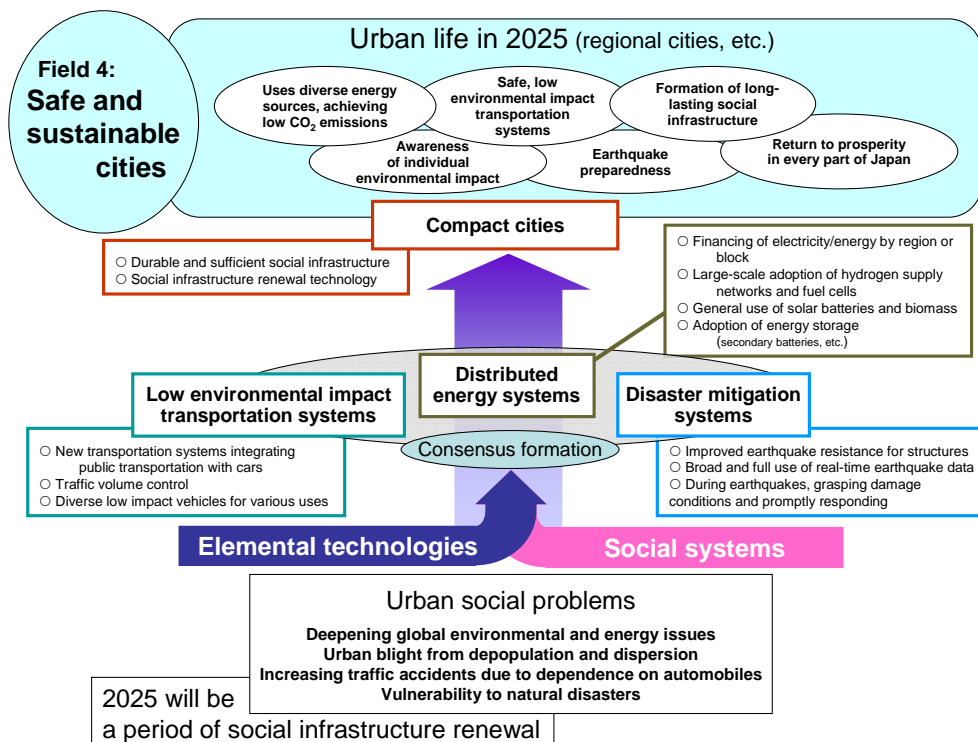 Urban life in 2025 (regional cities, etc.)
Field 4:
Safe and
sustainable
cities
Uses diverse energy
sources, achieving
low CO₂ emissions
Safe, low
environmental impact
transportation
systems
Formation of long-
lasting social
infrastructure
Awareness
of individual
environmental impact
Earthquake
preparedness
Return to prosperity
in every part of Japan
Compact cities
○ Durable and sufficient social infrastructure
○ Social infrastructure renewal technology
○ Financing of electricity/energy by region or
block
○ Large-scale adoption of hydrogen supply
networks and fuel cells
○ General use of solar batteries and biomass
○ Adoption of energy storage
(secondary batteries, etc.)
Low environmental impact
transportation systems
Distributed
energy systems
Disaster mitigation
systems
Consensus formation
○ New transportation systems integrating
public transportation with cars
○ Traffic volume control
○ Diverse low impact vehicles for various uses
○ Improved earthquake resistance for structures
○ Broad and full use of real-time earthquake data
○ During earthquakes, grasping damage
conditions and promptly responding
Elemental technologies
Social systems
Urban social problems
Deepening global environmental and energy issues
Urban blight from depopulation and dispersion
Increasing traffic accidents due to dependence on automobiles
Vulnerability to natural disasters
2025 will be
a period of social infrastructure renewal